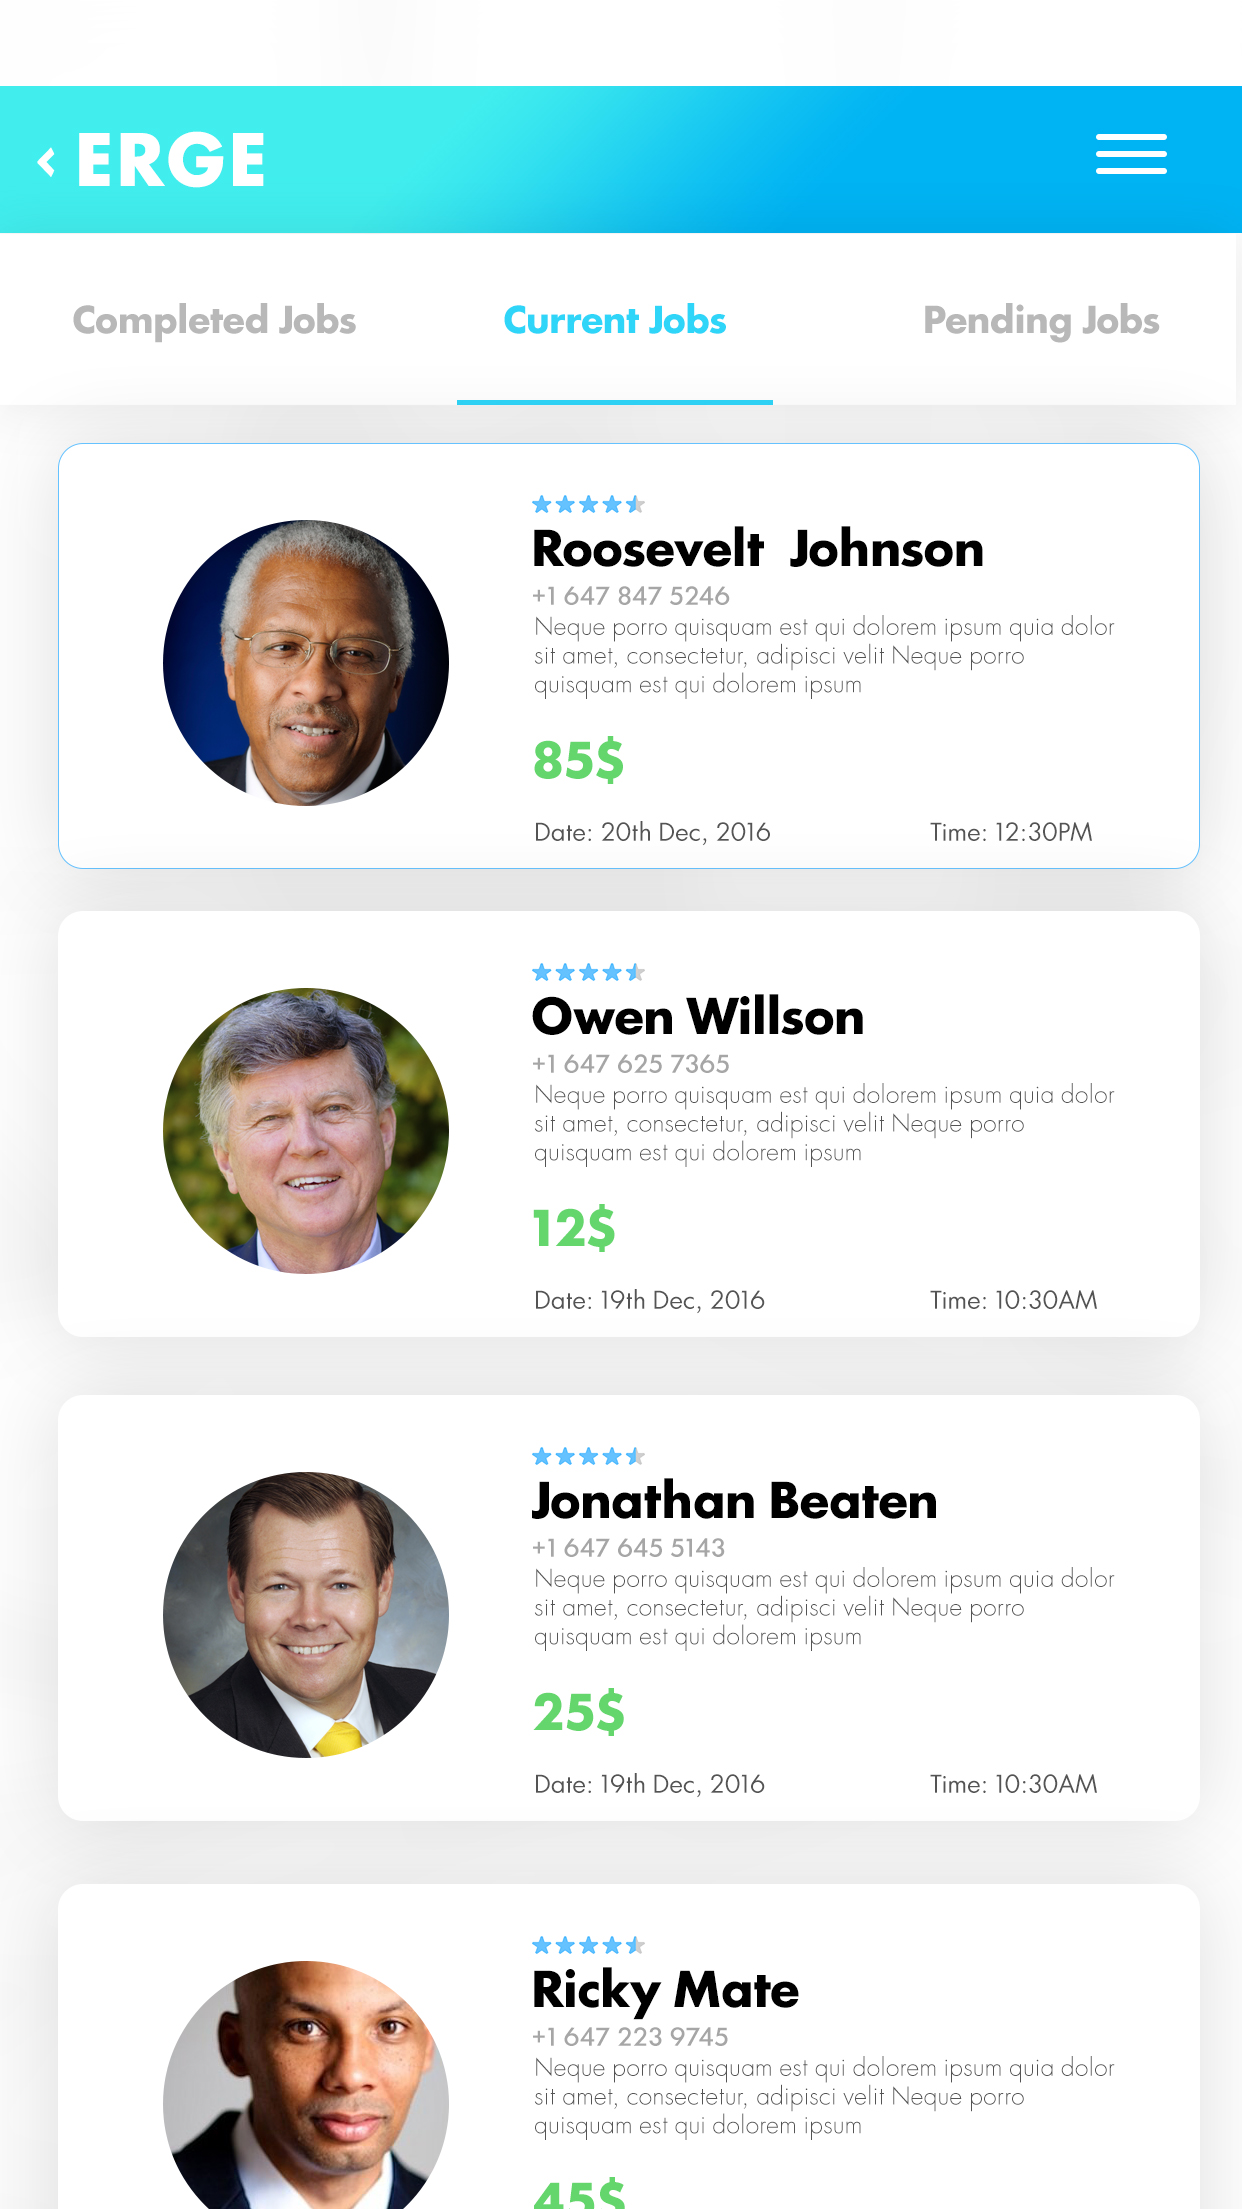 ERGE
Completed Jobs
Current Jobs
Pending Jobs
Roosevelt Johnson
+1 647 847 5246
Neque porro quisquam est qui dolorem ipsum quia dolor
sit amet, consectetur, adipisci velit Neque porro
quisquam est qui dolorem ipsum
85$
Date: 20th Dec, 2016
Time: 12:30PM
Owen Willson
+1 647 625 7365
Neque porro quisquam est qui dolorem ipsum quia dolor
sit amet, consectetur, adipisci velit Neque porro
quisquam est qui dolorem ipsum
12$
Date: 19th Dec, 2016
Time: 10:30AM
Jonathan Beaten
+1 647 645 5143
Neque porro quisquam est qui dolorem ipsum quia dolor
sit amet, consectetur, adipisci velit Neque porro
quisquam est qui dolorem ipsum
25$
Date: 19th Dec, 2016
Time: 10:30AM
Ricky Mate
+1 647 223 9745
Neque porro quisquam est qui dolorem ipsum quia dolor
sit amet, consectetur, adipisci velit Neque porro
quisquam est qui dolorem ipsum
45$